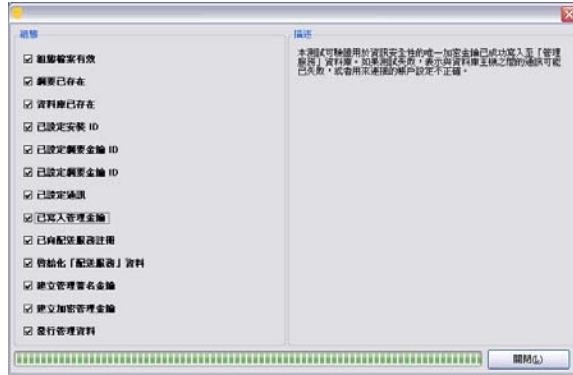 組態
組態檔案有效
綱要已存在
資料庫已存在
已設定安裝 ID
已設定綱要金鑰 ID
已設定綱要金鑰 ID
已設定通訊
已寫入管理金鑰
已向配送服務註冊
啓始化「配送服務」資料
建立管理署名金鑰
建立加密管理金鑰
發行管理資料
描述
本測試可驗證用於資訊安全性的唯一加密金鑰已成功寫入至「管理
服務」資料庫。如果測試失敗，表示與資料庫主機之間的通訊可能
已失敗，或者用來連接的帳戶設定不正確。
關閉(L)